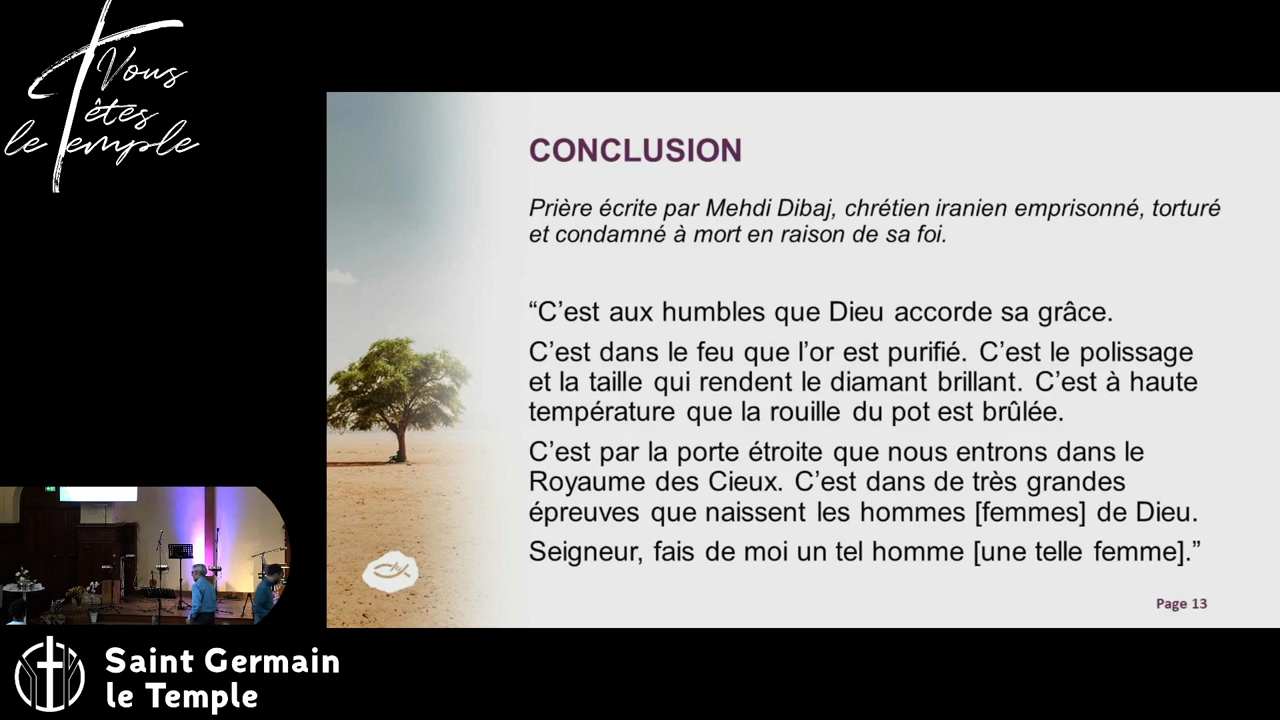 Vous
êtes
le Temple
CONCLUSION
Prière écrite par Mehdi Dibaj, chrétien iranien emprisonné, torturé
et condamné à mort en raison de sa foi.
“C’est aux humbles que Dieu accorde sa grâce.
C’est dans le feu que l’or est purifié. C’est le polissage
et la taille qui rendent le diamant brillant. C’est à haute
température que la rouille du pot est brûlée.
C’est par la porte étroite que nous entrons dans le
Royaume des Cieux. C’est dans de très grandes
épreuves que naissent les hommes [femmes] de Dieu.
Seigneur, fais de moi un tel homme [une telle femme].”
Page 13
Saint Germain
le Temple